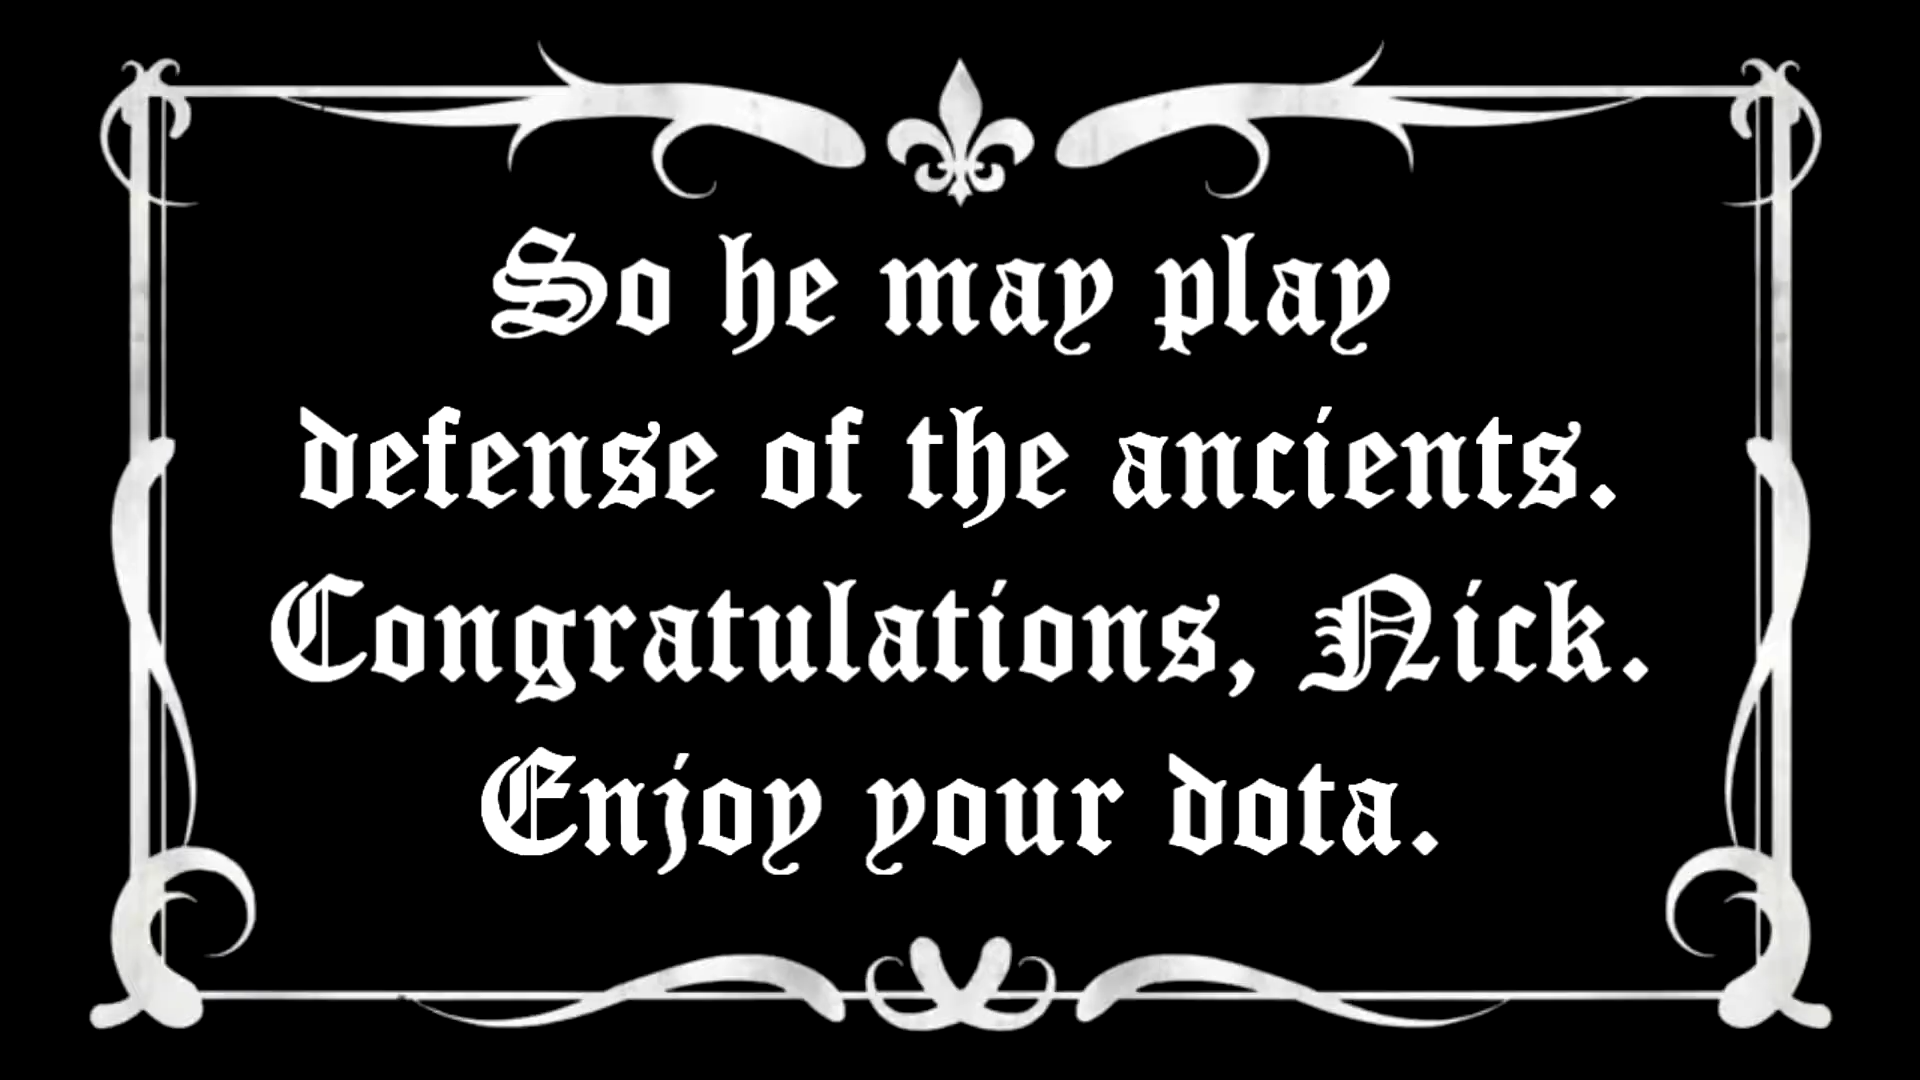 So he may play
defense of the ancients.
Congratulations, Nick.
Enjoy your dota.